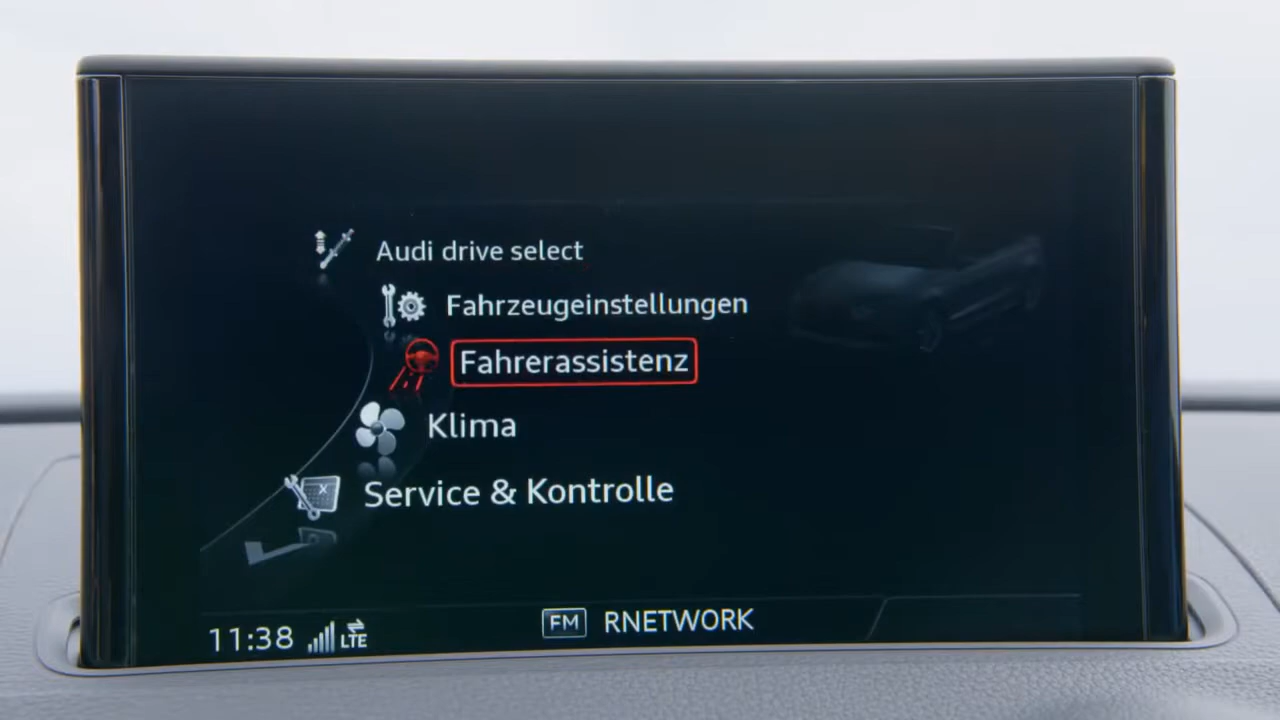 Audi drive select
Fahrzeugeinstellungen
Fahrerassistenz
Klima
Service & Kontrolle
11:38 LTE FM RNETWORK